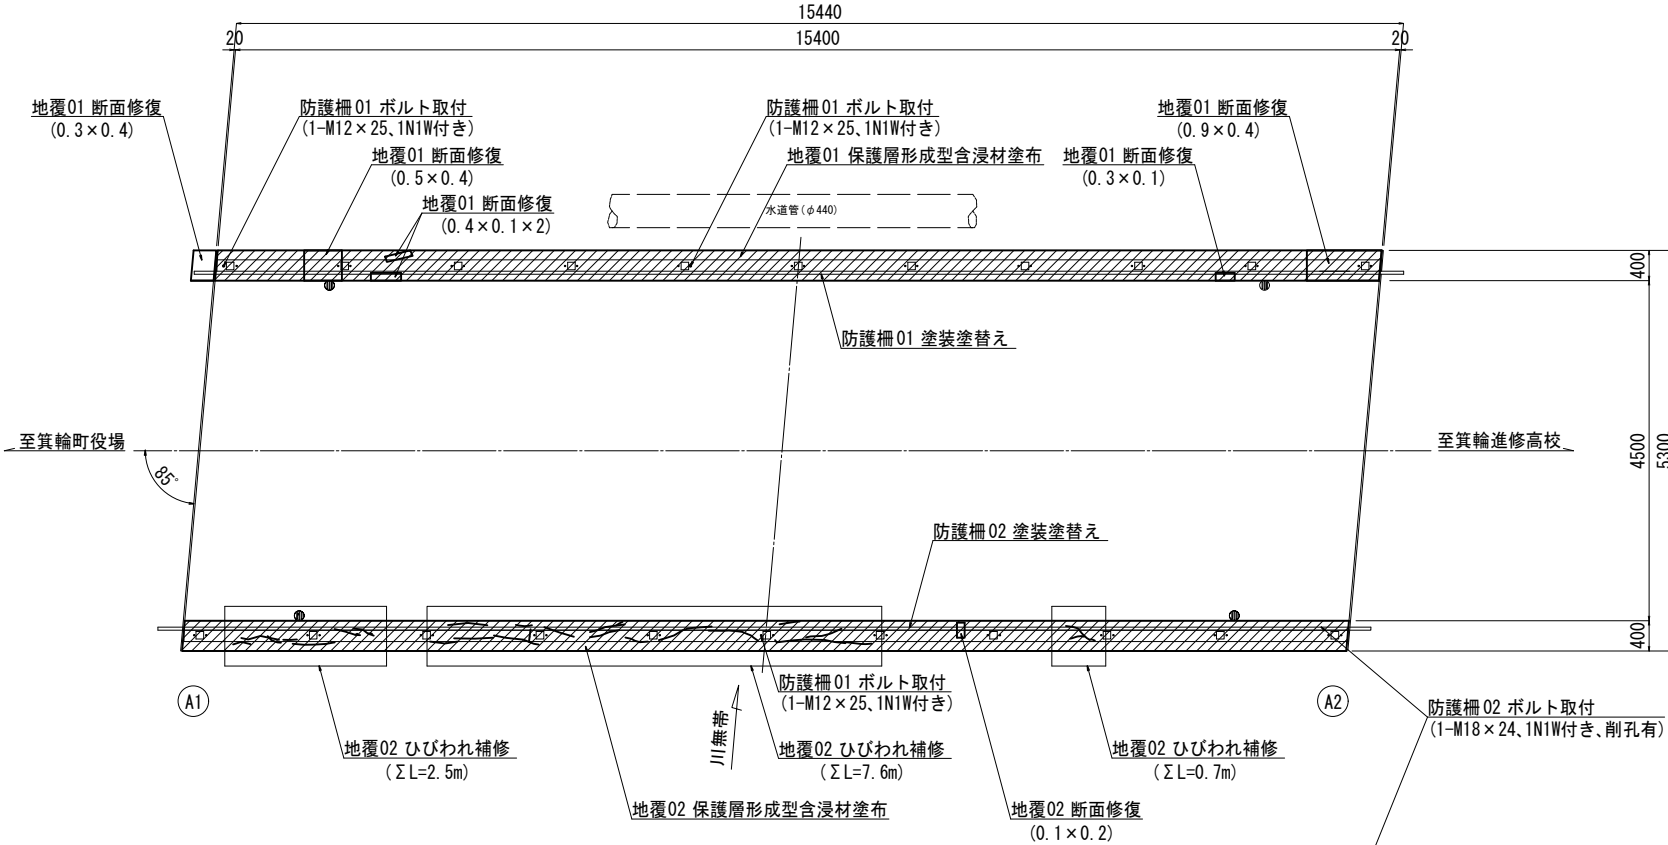 15440
20
15400
20
地覆01 断面修復
(0.3×0.4)
防護柵01 ボルト取付
(1-M12×25、1N1W付き)
防護柵01 ボルト取付
(1-M12×25、1N1W付き)
地覆01 断面修復
(0.9×0.4)
地覆01 断面修復
(0.5×0.4)
地覆01 保護層形成型含浸材塗布
地覆01 断面修復
(0.3×0.1)
地覆01 断面修復
(0.4×0.1×2)
水道管(φ440)
400
防護柵01 塗装塗替え
至箕輪町役場
至箕輪進修高校
85°
4500
5300
防護柵02 塗装塗替え
400
A1
防護柵01 ボルト取付
(1-M12×25、1N1W付き)
A2
防護柵02 ボルト取付
(1-M18×24、1N1W付き、削孔有)
帯無川
地覆02 ひびわれ補修
(ΣL=2.5m)
地覆02 ひびわれ補修
(ΣL=7.6m)
地覆02 ひびわれ補修
(ΣL=0.7m)
地覆02 保護層形成型含浸材塗布
地覆02 断面修復
(0.1×0.2)